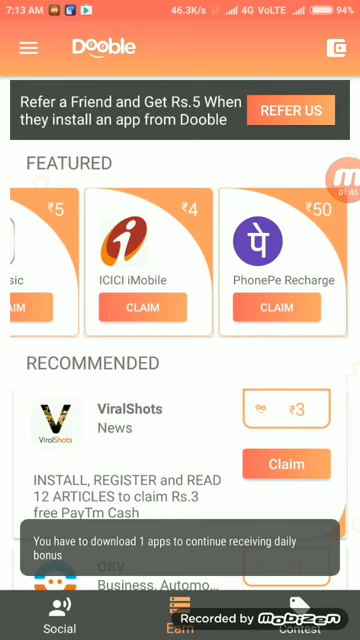 7:13 AM
46.3K/s
4G VoLTE
94%
Dooble
Refer a Friend and Get Rs.5 When
they install an app from Dooble
REFER US
FEATURED
01:46
₹5
₹4
₹50
प
sic
ICICI iMobile
PhonePe Recharge
AIM
CLAIM
CLAIM
RECOMMENDED
ViralShots
ViralShots
News
₹3
Claim
INSTALL, REGISTER and READ
12 ARTICLES to claim Rs.3
free PayTm Cash
You have to download 1 apps to continue receiving daily
bonus
OBV
Business, Automo...
Social
Earn
Contest
Recorded by Mobizen